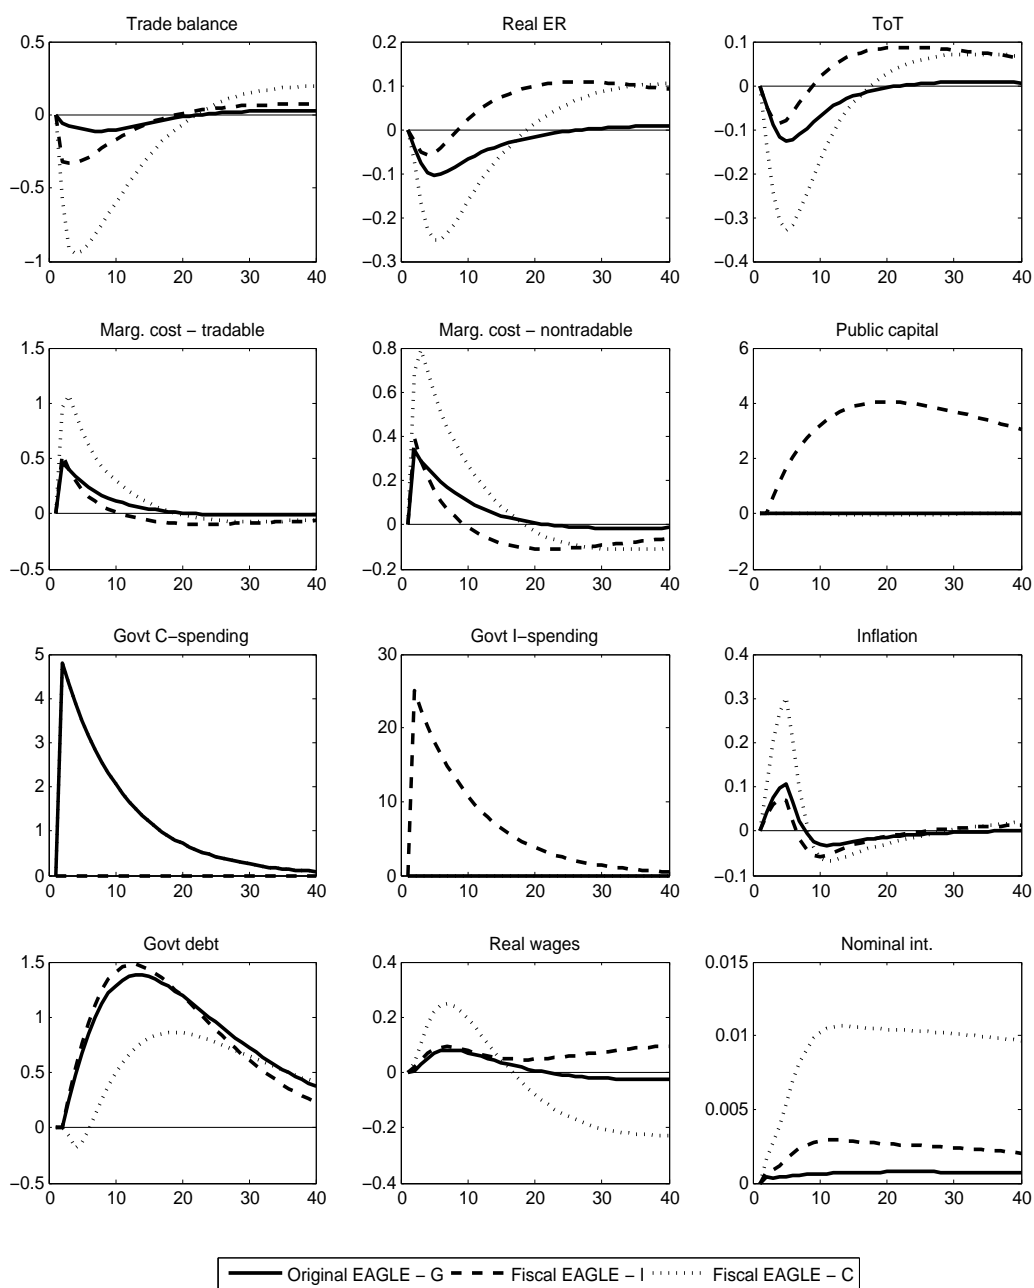 Trade balance
0.5
0
−0.5
−1
0 10 20 30 40
Real ER
0.2
0.1
0
−0.1
−0.2
−0.3
0 10 20 30 40
ToT
0.1
0
−0.1
−0.2
−0.3
−0.4
0 10 20 30 40
Marg. cost − tradable
1.5
1
0.5
0
−0.5
0 10 20 30 40
Marg. cost − nontradable
0.8
0.6
0.4
0.2
0
−0.2
0 10 20 30 40
Public capital
6
4
2
0
−2
0 10 20 30 40
Govt C−spending
5
4
3
2
1
0
0 10 20 30 40
Govt I−spending
30
20
10
0
0 10 20 30 40
Inflation
0.4
0.3
0.2
0.1
0
−0.1
0 10 20 30 40
Govt debt
1.5
1
0.5
0
−0.5
0 10 20 30 40
Real wages
0.4
0.2
0
−0.2
−0.4
0 10 20 30 40
Nominal int.
0.015
0.01
0.005
0
0 10 20 30 40
Original EAGLE − G Fiscal EAGLE − I Fiscal EAGLE − C